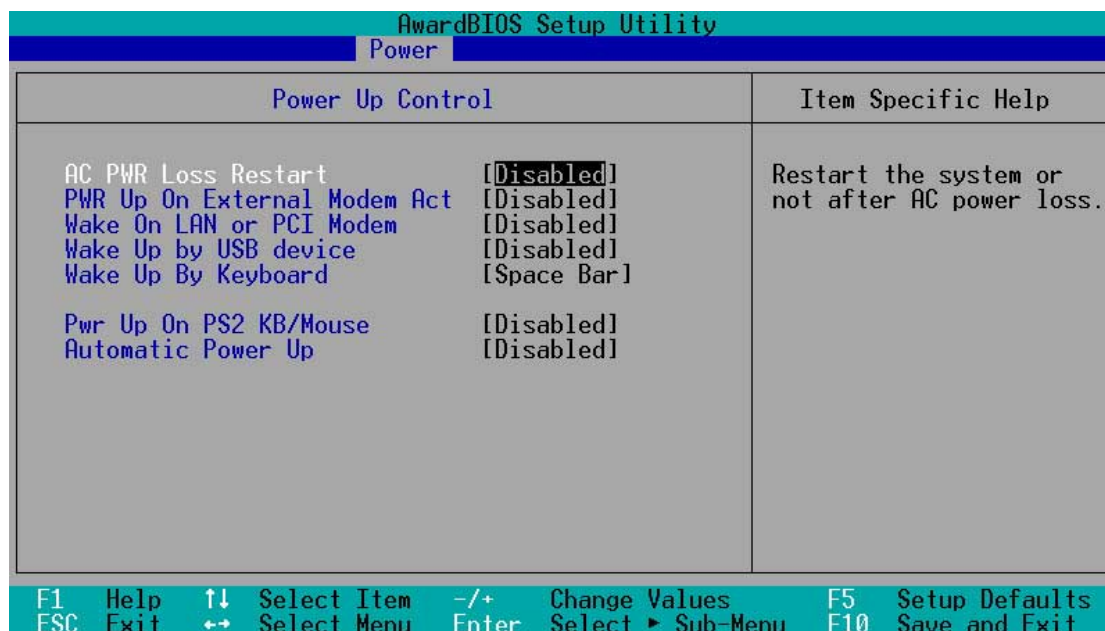 AwardBIOS Setup Utility
Power
Power Up Control
Item Specific Help
AC PWR Loss Restart [Disabled]
PWR Up On External Modem Act [Disabled]
Wake On LAN or PCI Modem [Disabled]
Wake Up by USB device [Disabled]
Wake Up By Keyboard [Space Bar]
Pwr Up On PS2 KB/Mouse [Disabled]
Automatic Power Up [Disabled]
Restart the system or
not after AC power loss.
F1 Help ↑↓ Select Item -/+ Change Values F5 Setup Defaults
ESC Exit ←→ Select Menu Enter Select ► Sub-Menu F10 Save and Exit